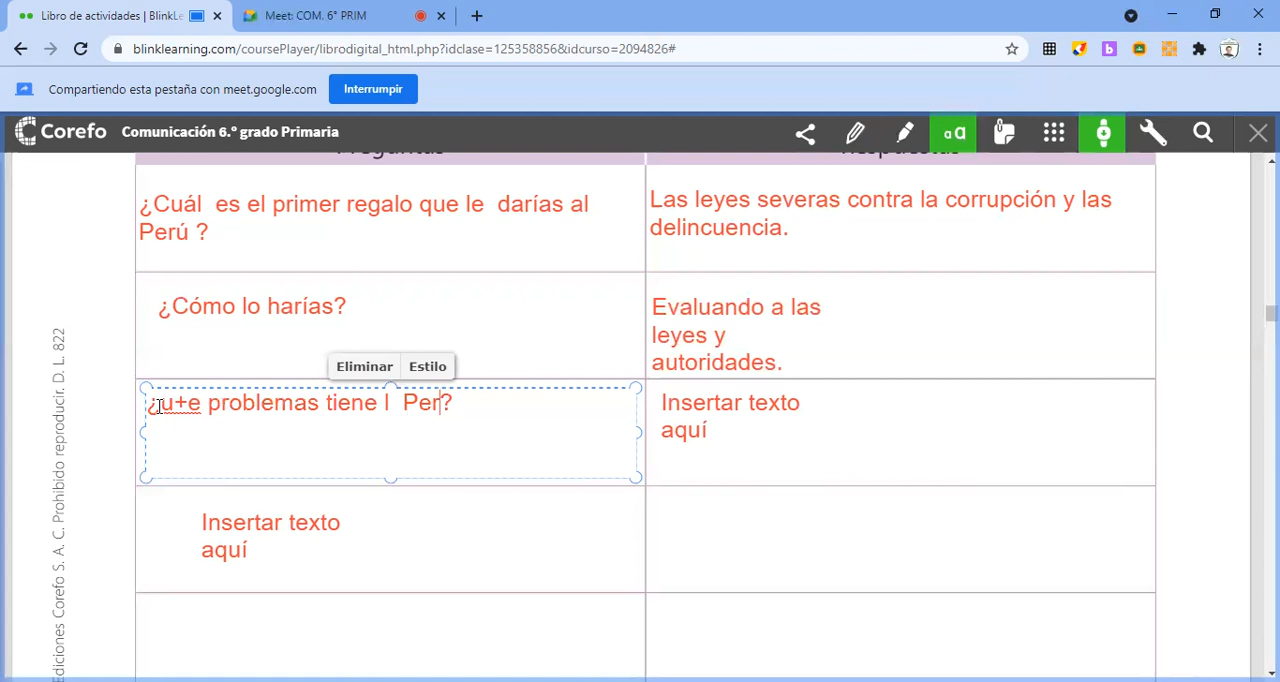 Libro de actividades | BlinkLe
Meet: COM. 6° PRIM
blinklearning.com/coursePlayer/librodigital_html.php?idclase=125358856&idcurso=2094826#
Compartiendo esta pestaña con meet.google.com
Interrumpir
Corefo
Comunicación 6.º grado Primaria
a a
Preguntas
Respuestas
¿Cuál es el primer regalo que le darías al
Perú ?
Las leyes severas contra la corrupción y las
delincuencia.
¿Cómo lo harías?
Evaluando a las
leyes y
autoridades.
Eliminar
Estilo
¿u+e problemas tiene l Per?
Insertar texto
aquí
Insertar texto
aquí
Ediciones Corefo S. A. C. Prohibido reproducir. D. L. 822